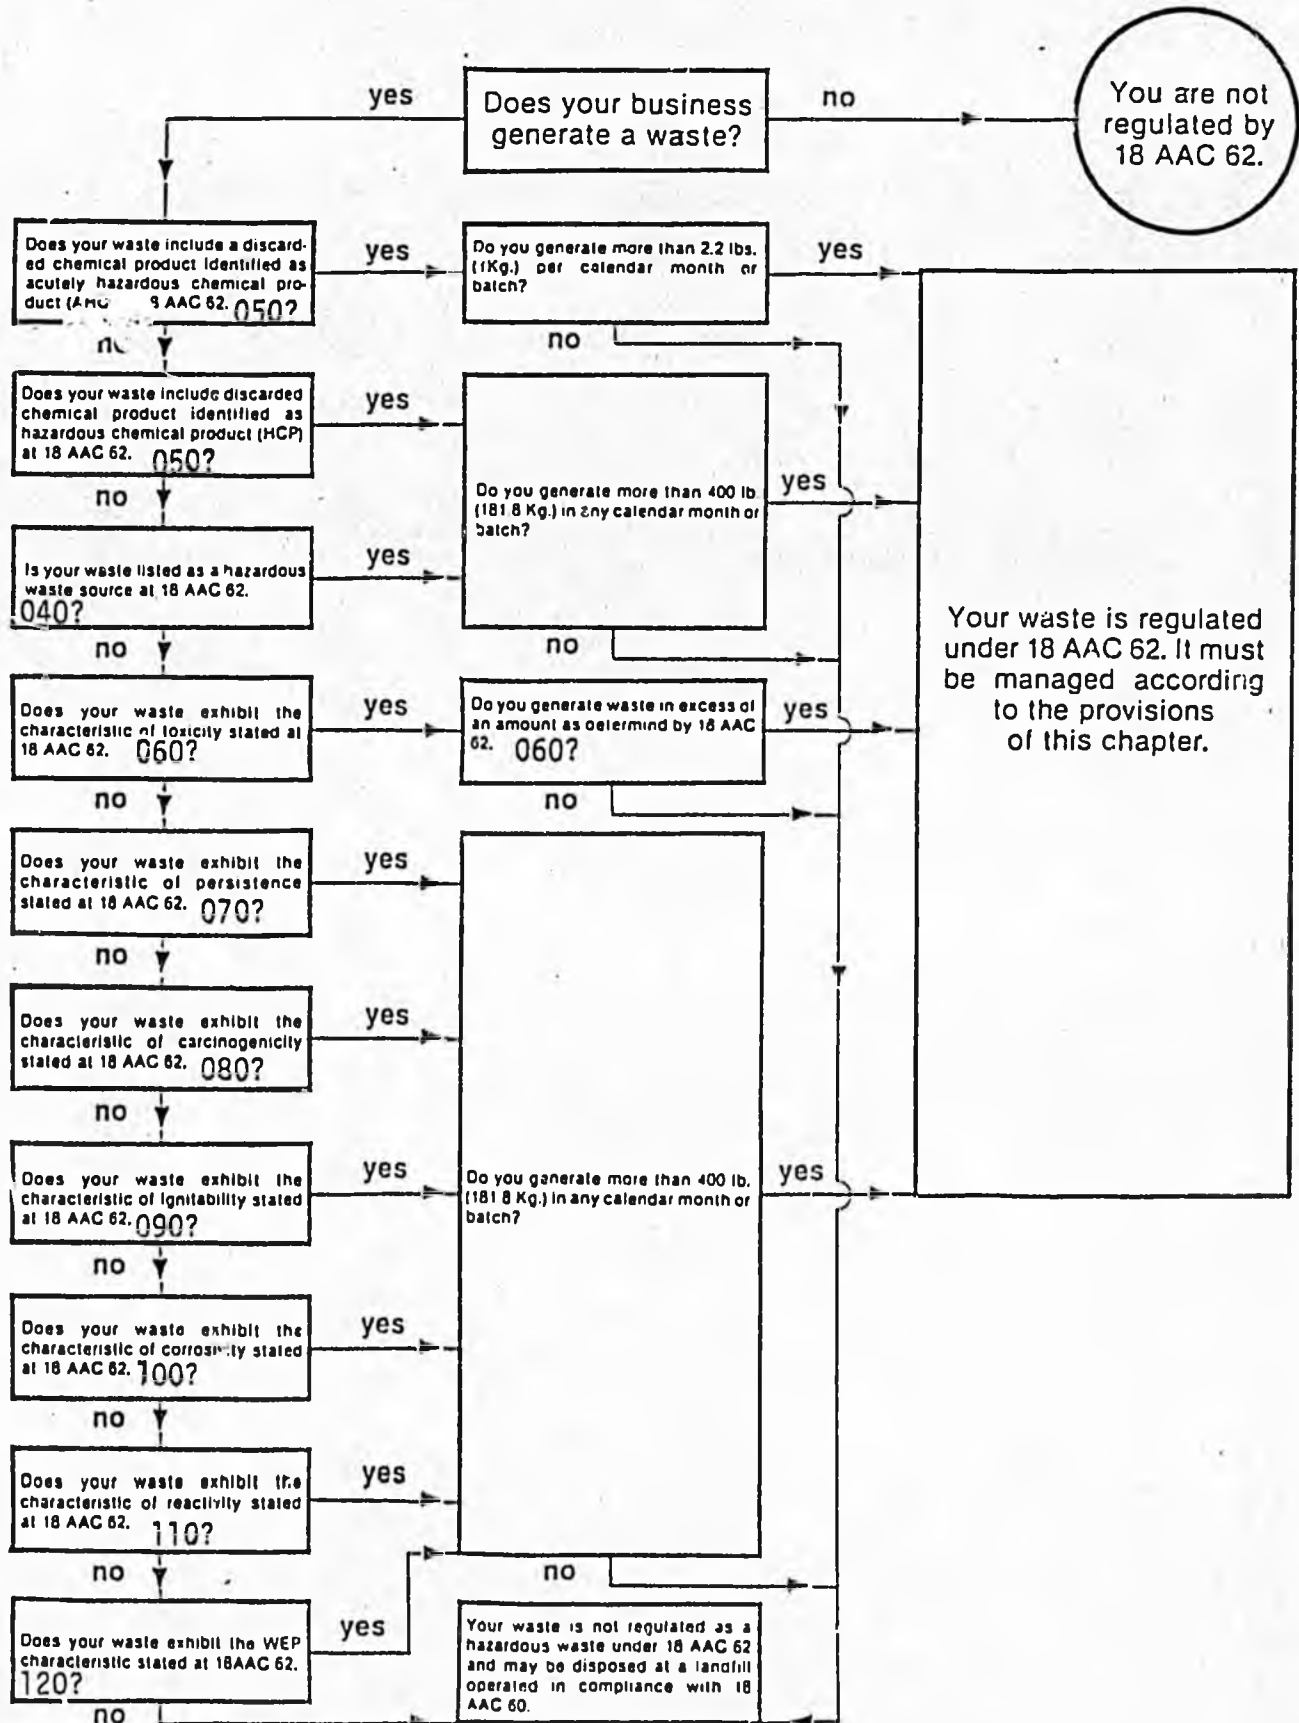 yes
Does your business
generate a waste?
no
You are not
regulated by
18 AAC 62.
Does your waste include a discard-
ed chemical product identified as
acutely hazardous chemical pro-
duct AAC 62. 050?
yes
Do you generate more than 2.2 lbs.
(1Kg.) per calendar month or
batch?
yes
no
Does your waste include discarded
chemical product identified as
hazardous chemical product (HCP)
at 18 AAC 62. 050?
yes
Do you generate more than 400 lb.
(181.8 Kg.) in any calendar month or
batch?
yes
no
Is your waste listed as a hazardous
waste source at 18 AAC 62.
040?
yes
no
no
Your waste is regulated
under 18 AAC 62. It must
be managed according
to the provisions
of this chapter.
Does your waste exhibit the
characteristic of toxicity stated at
18 AAC 62. 060?
yes
Do you generate waste in excess of
an amount as determind by 18 AAC
62. 060?
yes
no
no
Does your waste exhibit the
characteristic of persistence
stated at 18 AAC 62. 070?
yes
no
Does your waste exhibit the
characteristic of carcinogenicity
stated at 18 AAC 62. 080?
yes
no
Does your waste exhibit the
characteristic of ignitability stated
at 18 AAC 62. 090?
yes
Do you generate more than 400 lb.
(181 8 Kg.) in any calendar month or
batch?
yes
no
Does your waste exhibit the
characteristic of corrosivity stated
at 18 AAC 62. 100?
yes
no
Does your waste exhibit the
characteristic of reactivity stated
at 18 AAC 62. 110?
yes
no
no
Does your waste exhibit the WEP
characteristic stated at 18AAC 62.
120?
yes
no
Your waste is not regulated as a
hazardous waste under 18 AAC 62
and may be disposed at a landfill
operated in compliance with 18
AAC 60.